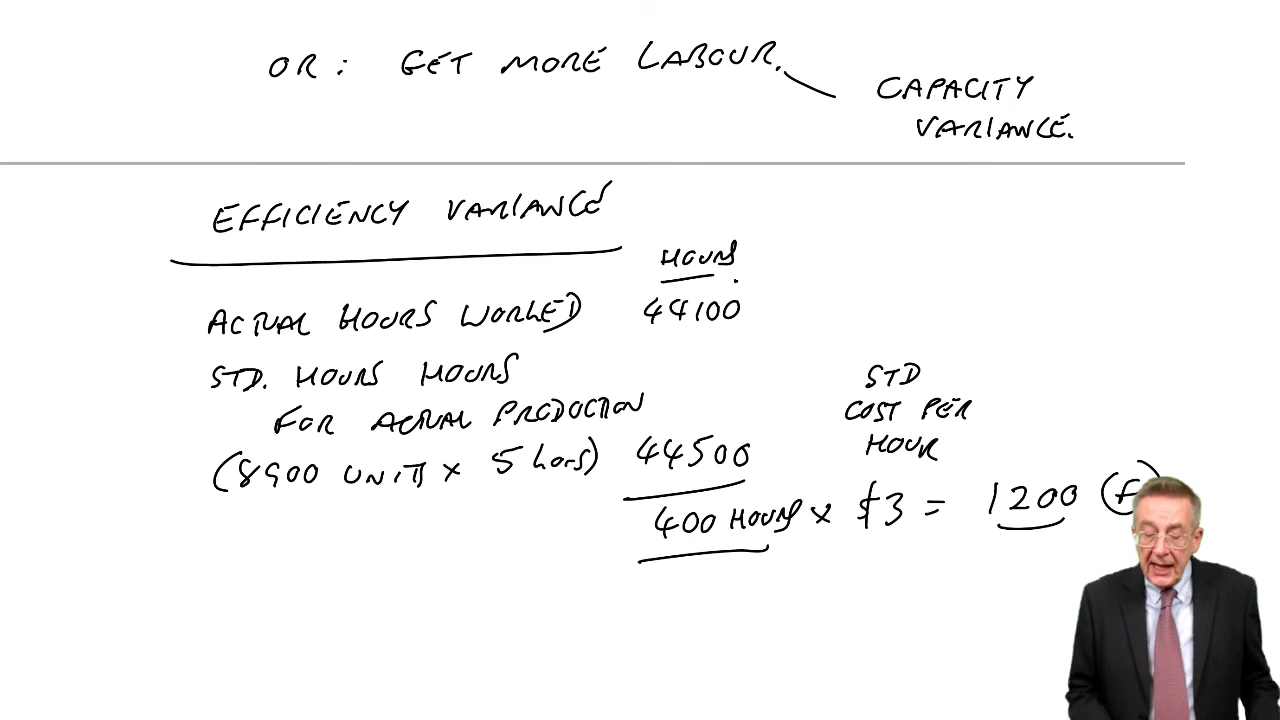 OR: GET MORE LABOUR.
CAPACITY
VARIANCE.
EFFICIENCY VARIANCE
HOURS
ACTUAL HOURS WORKED 44100
STD. HOURS HOURS
FOR ACTUAL PRODUCTION
(8900 UNITS × 5 hours) 44500
STD
COST PER
HOUR
400 HOURS × $3 = 1200 (F)